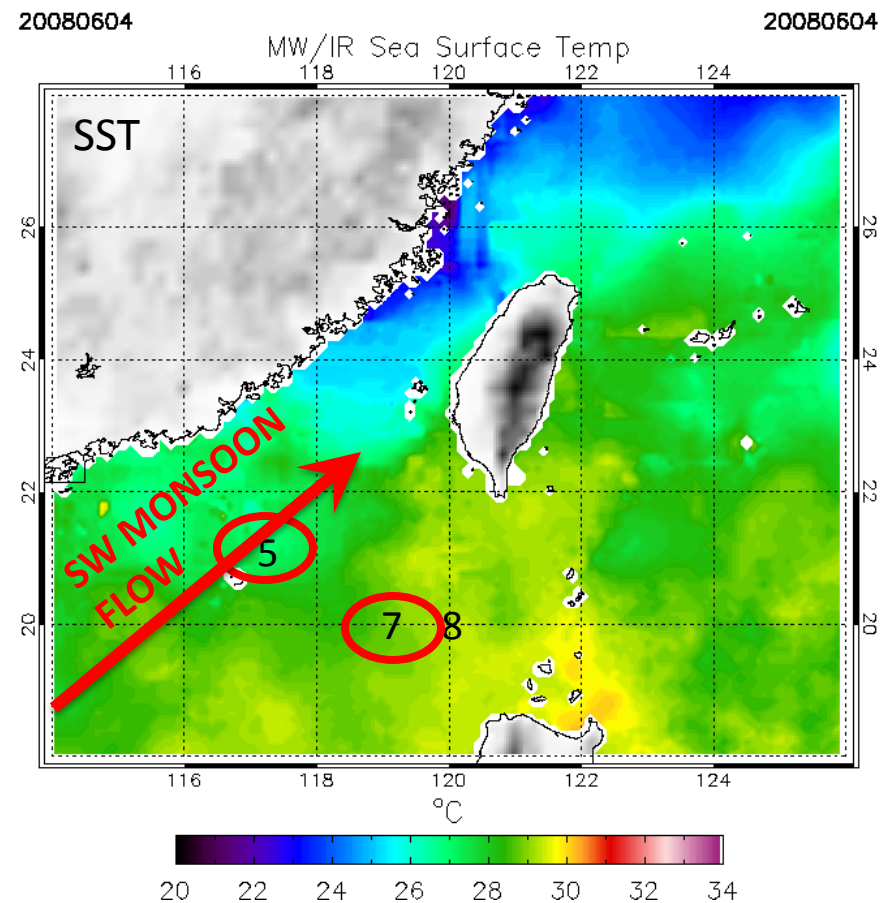 20080604 20080604
MW/IR Sea Surface Temp
116 118 120 122 124
SST
26 26
24 24
22 22
20 20
SW MONSOON
FLOW
5
7 8
116 118 120 122 124
°C
20 22 24 26 28 30 32 34